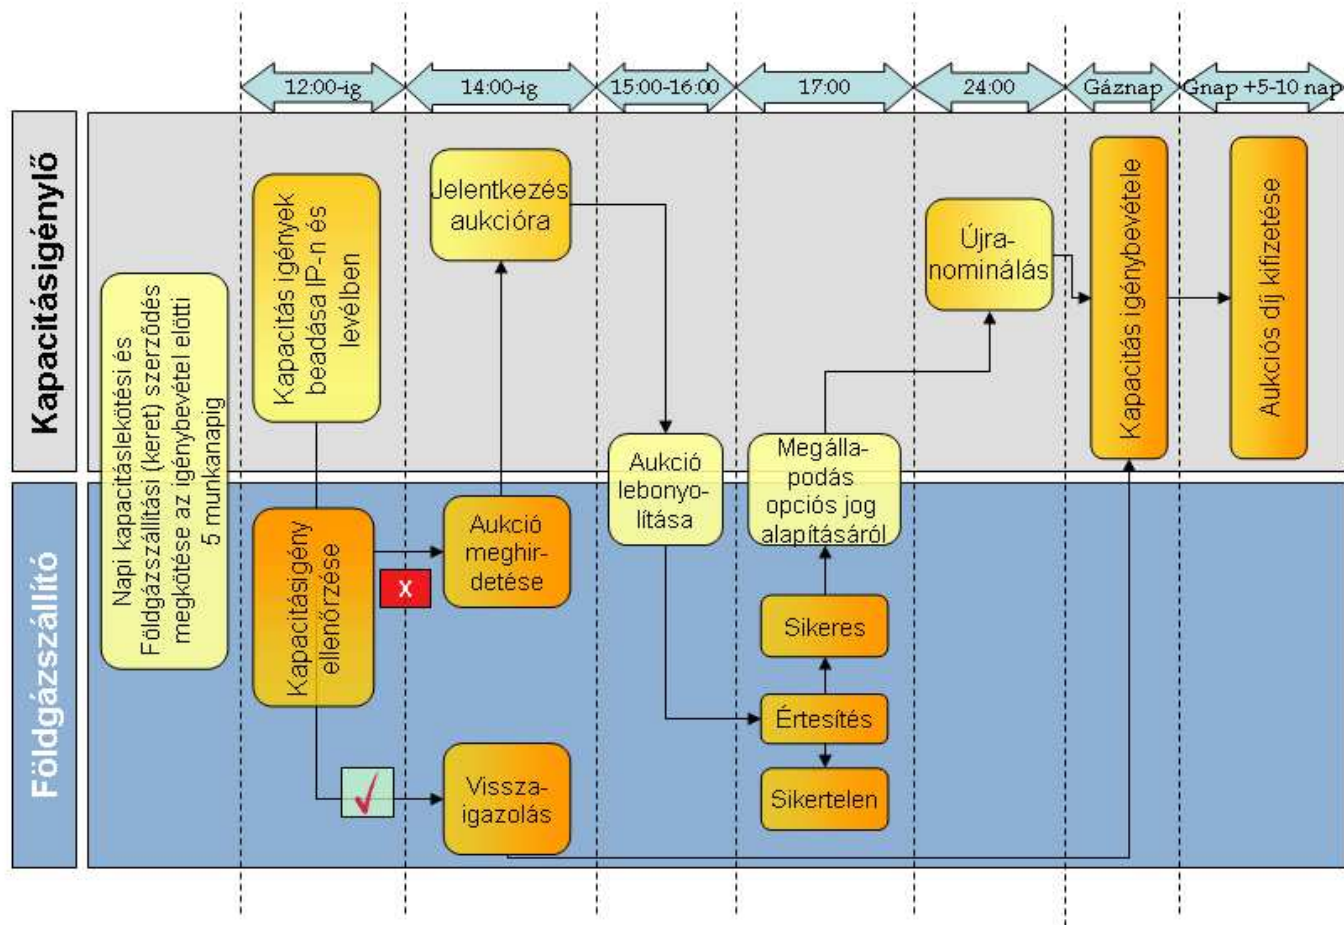 12:00-ig
14:00-ig
15:00-16:00
17:00
24:00
Gáznap
Gnap +5-10 nap
Kapacitásigénylő
Földgázszállító
Napi kapacitáslekötési és
Földgázszállítási (keret) szerződés
megkötése az igénybevétel előtti
5 munkanapig
Kapacitás igények
beadása IP-n és
levélben
Kapacitásigény
ellenőrzése
Jelentkezés
aukcióra
Aukció
meghir-
detése
X
Vissza-
igazolás
Aukció
lebonyo-
lítása
Megálla-
podás
opciós jog
alapításáról
Sikeres
Értesítés
Sikertelen
Újra-
nominálás
Kapacitás igénybevétele
Aukciós díj kifizetése